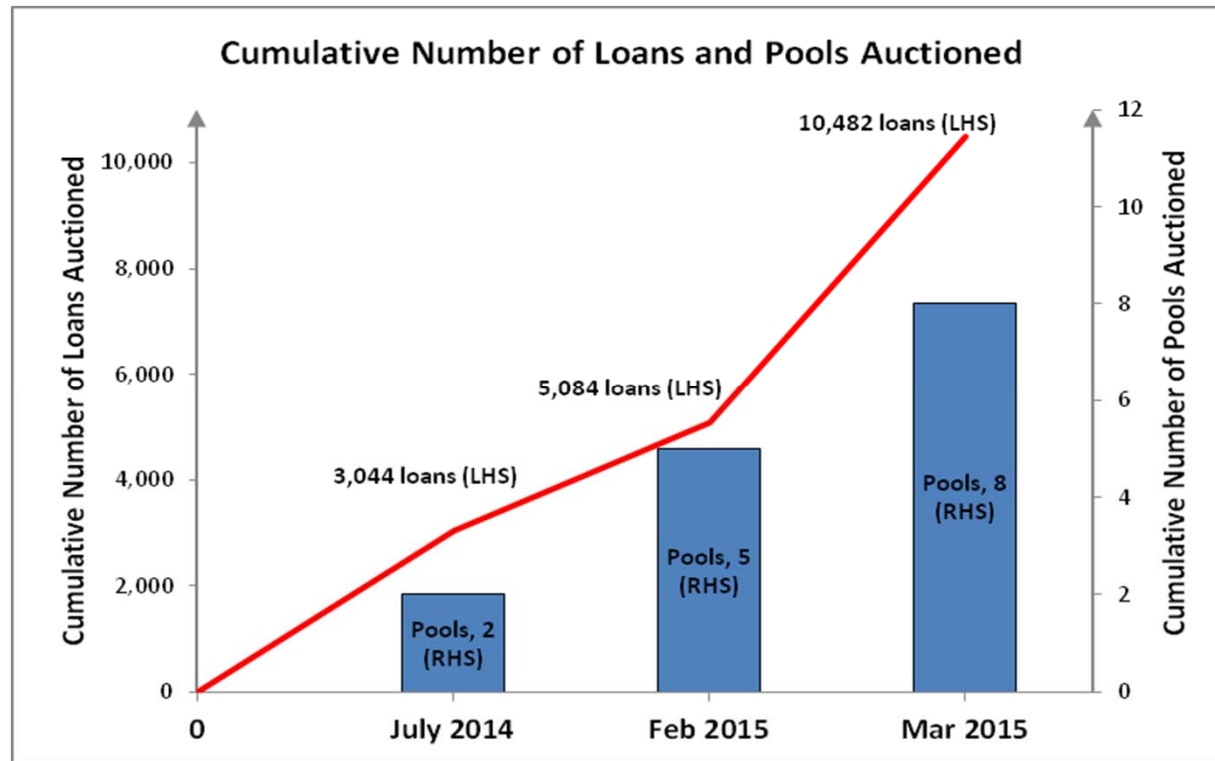 Cumulative Number of Loans and Pools Auctioned
Cumulative Number of Loans Auctioned
10,000
8,000
6,000
4,000
2,000
0
10,482 loans (LHS)
5,084 loans (LHS)
3,044 loans (LHS)
Pools, 2
(RHS)
Pools, 5
(RHS)
Pools, 8
(RHS)
12
10
8
6
4
2
0
Cumulative Number of Pools Auctioned
0
July 2014
Feb 2015
Mar 2015